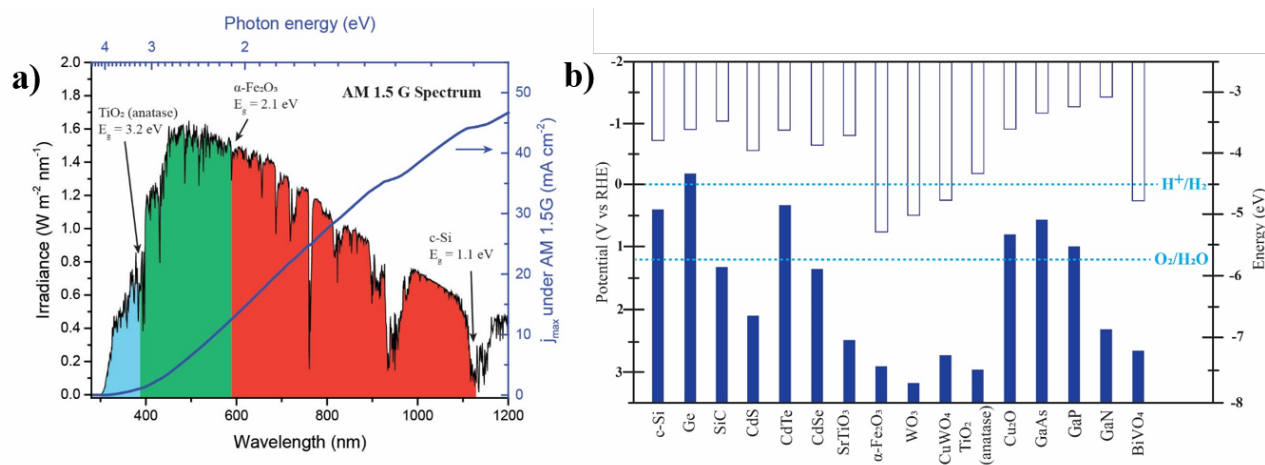 a)
Photon energy (eV)
4 3 2
2.0
1.8
1.6
1.4
1.2
1.0
0.8
0.6
0.4
0.2
0.0
Irradiance (W m⁻² nm⁻¹)
TiO₂ (anatase)
E_g = 3.2 eV
α-Fe₂O₃
E_g = 2.1 eV
AM 1.5 G Spectrum
c-Si
E_g = 1.1 eV
50
40
30
20
10
0
j_max under AM 1.5G (mA cm⁻²)
400 600 800 1000 1200
Wavelength (nm)
b)
-2
-1
0
1
2
3
Potential (V vs RHE)
H⁺/H₂
O₂/H₂O
-3
-4
-5
-6
-7
-8
Energy (eV)
c-Si
Ge
SiC
CdS
CdTe
CdSe
SrTiO₃
α-Fe₂O₃
WO₃
CuWO₄
TiO₂
(anatase)
Cu₂O
GaAs
GaP
GaN
BiVO₄